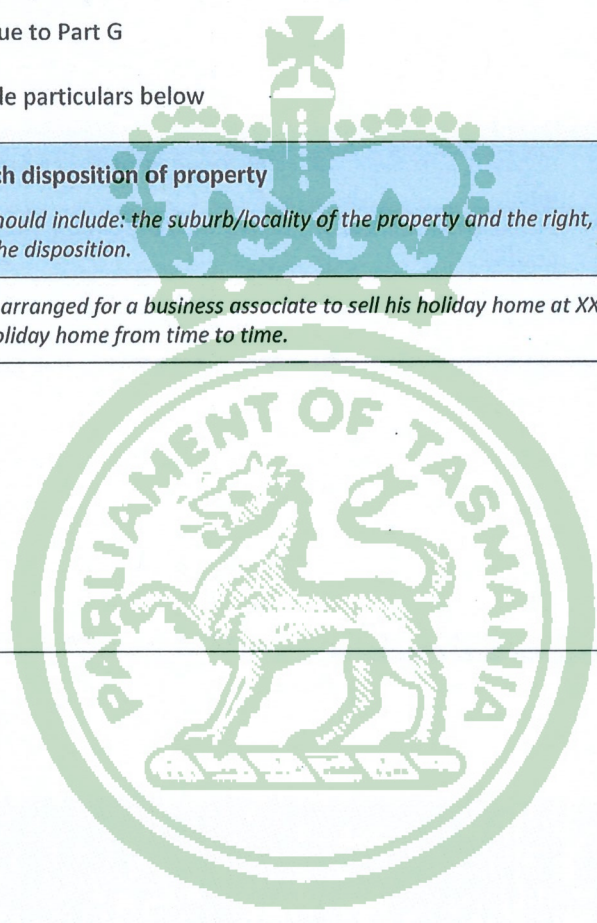 ue to Part G
le particulars below
ch disposition of property
hould include: the suburb/locality of the property and the right,
he disposition.
arranged for a business associate to sell his holiday home at XX
oliday home from time to time.
PARLIAMENT OF TASMANIA